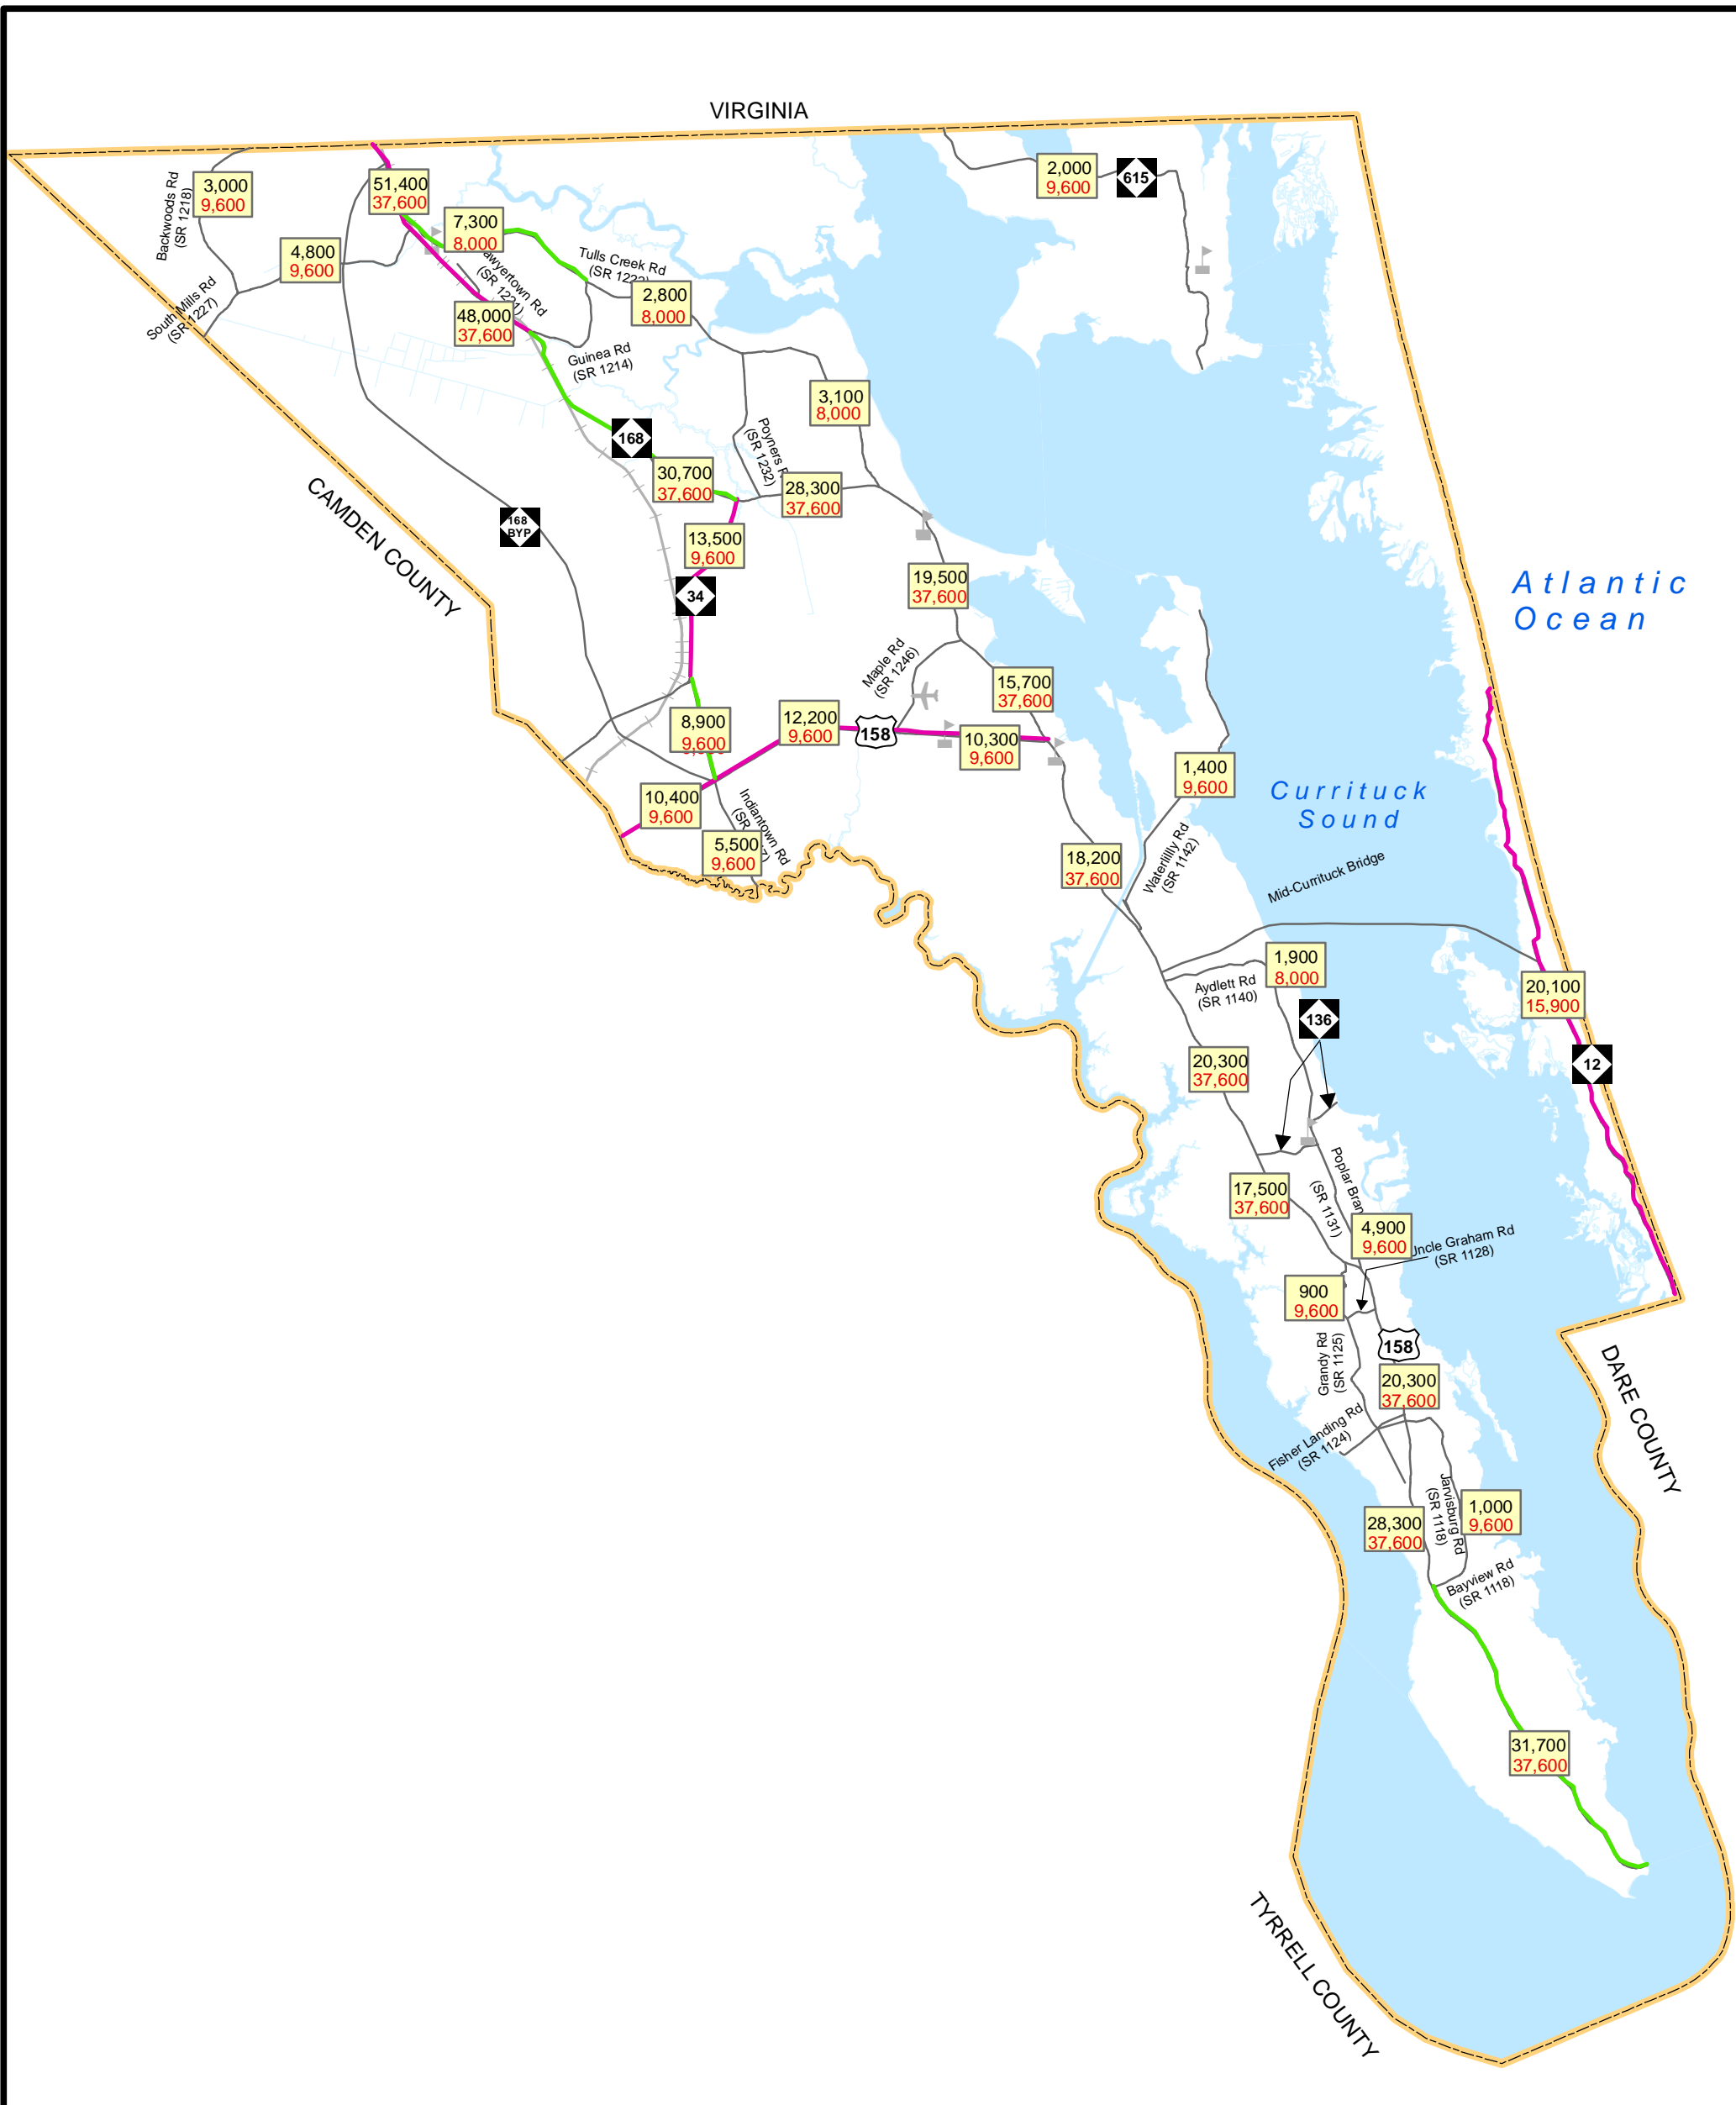 VIRGINIA
3,000
9,600
Backwoods Rd
(SR 1218)
51,400
37,600
2,000
9,600
615
7,300
8,000
4,800
9,600
Tulls Creek Rd
South Mills Rd
(SR 1227)
(SR 1221)
2,800
8,000
48,000
37,600
Guinea Rd
(SR 1214)
3,100
8,000
168
Poyners
(SR 1232)
30,700
37,600
28,300
37,600
CAMDEN COUNTY
168
BYP
13,500
9,600
34
19,500
37,600
Atlantic
Ocean
Maple Rd
(SR 1246)
15,700
37,600
8,900
9,600
12,200
9,600
158
10,300
9,600
1,400
9,600
Currituck
Sound
10,400
9,600
Indiantown Rd
(SR
5,500
9,600
18,200
37,600
Waterlillly Rd
(SR 1142)
Mid-Currituck Bridge
1,900
8,000
Aydlett Rd
(SR 1140)
20,100
15,900
136
12
20,300
37,600
17,500
37,600
Poplar
(SR 1131)
4,900
9,600
Graham Rd
(SR 1128)
900
9,600
Grandy Rd
(SR 1125)
158
20,300
37,600
DARE COUNTY
Fisher Landing Rd
(SR 1124)
Jarvisburg Rd
(SR 1118)
1,000
9,600
28,300
37,600
Bayview Rd
(SR 1118)
31,700
37,600
TYRRELL COUNTY